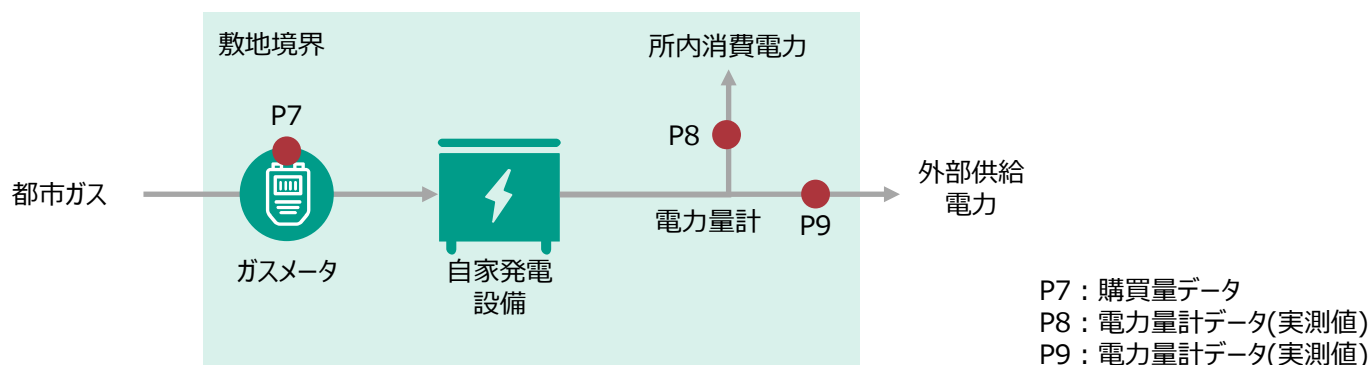 敷地境界
所内消費電力
P7
P8
都市ガス
外部供給
電力
電力量計
P9
ガスメータ
自家発電
設備
P7：購買量データ
P8：電力量計データ(実測値)
P9：電力量計データ(実測値)